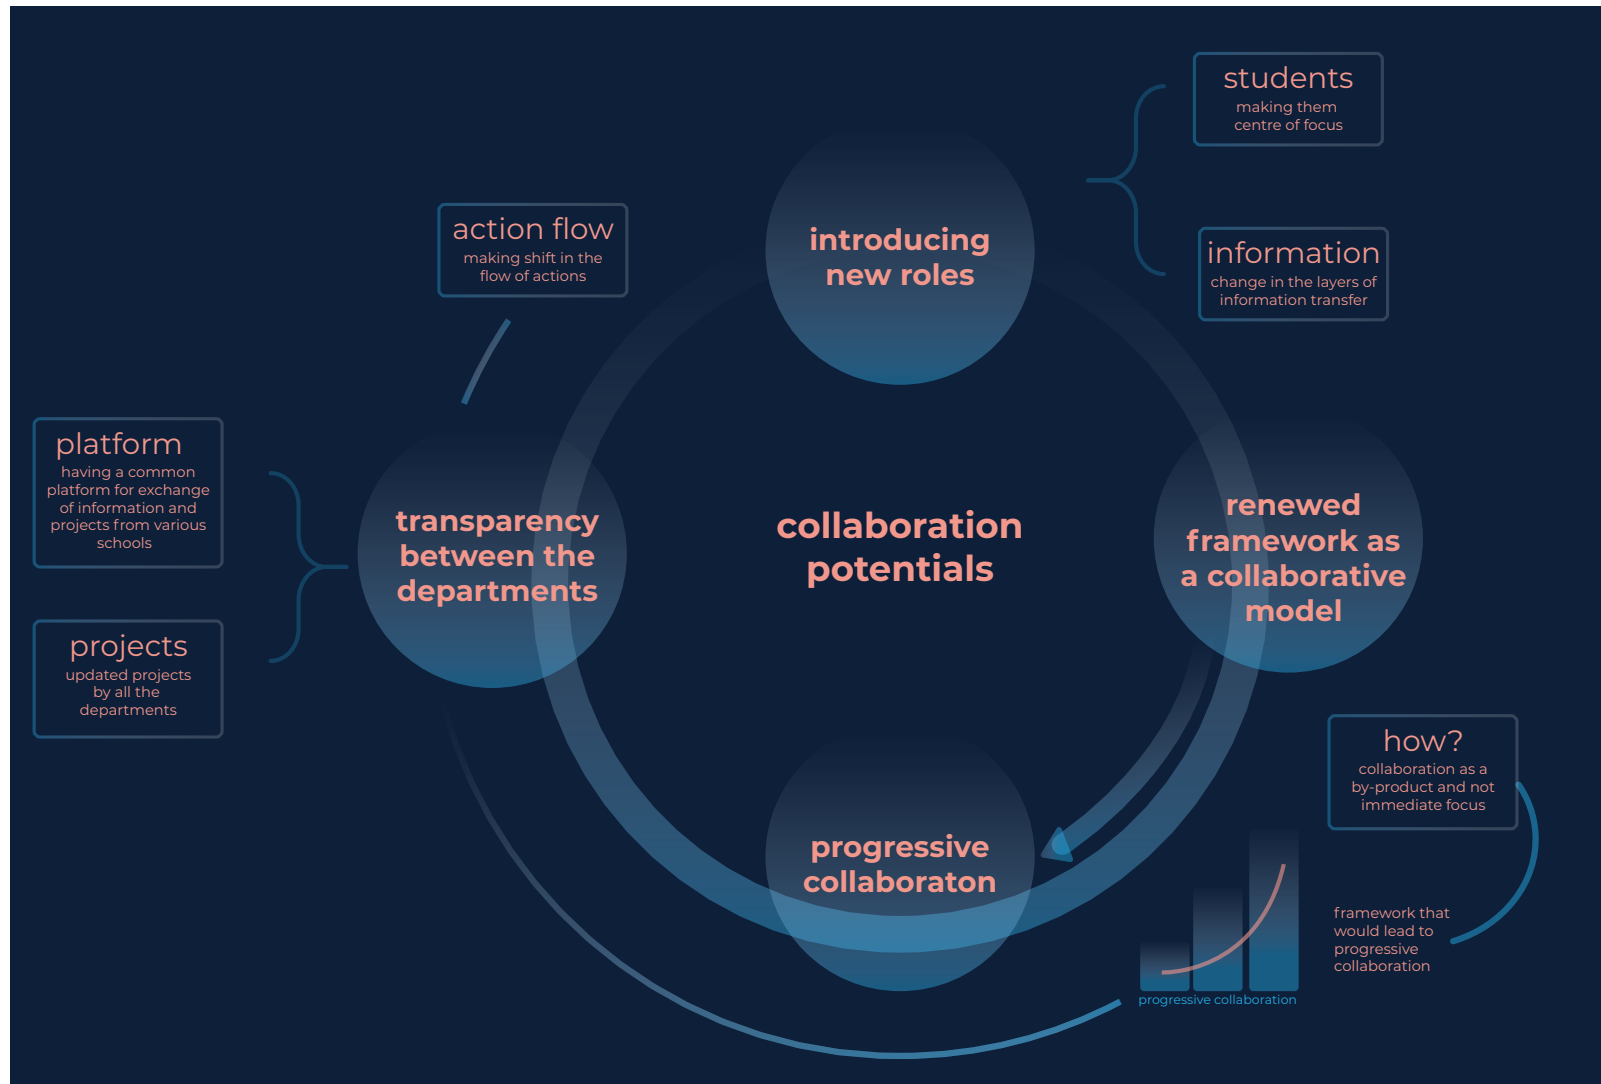 students
making them
centre of focus
information
change in the layers of
information transfer
action flow
making shift in the
flow of actions
introducing
new roles
platform
having a common
platform for exchange
of information and
projects from various
schools
projects
updated projects
by all the
departments
transparency
between the
departments
collaboration
potentials
renewed
framework as
a collaborative
model
progressive
collaboraton
how?
collaboration as a
by-product and not
immediate focus
framework that
would lead to
progressive
collaboration
progressive collaboration